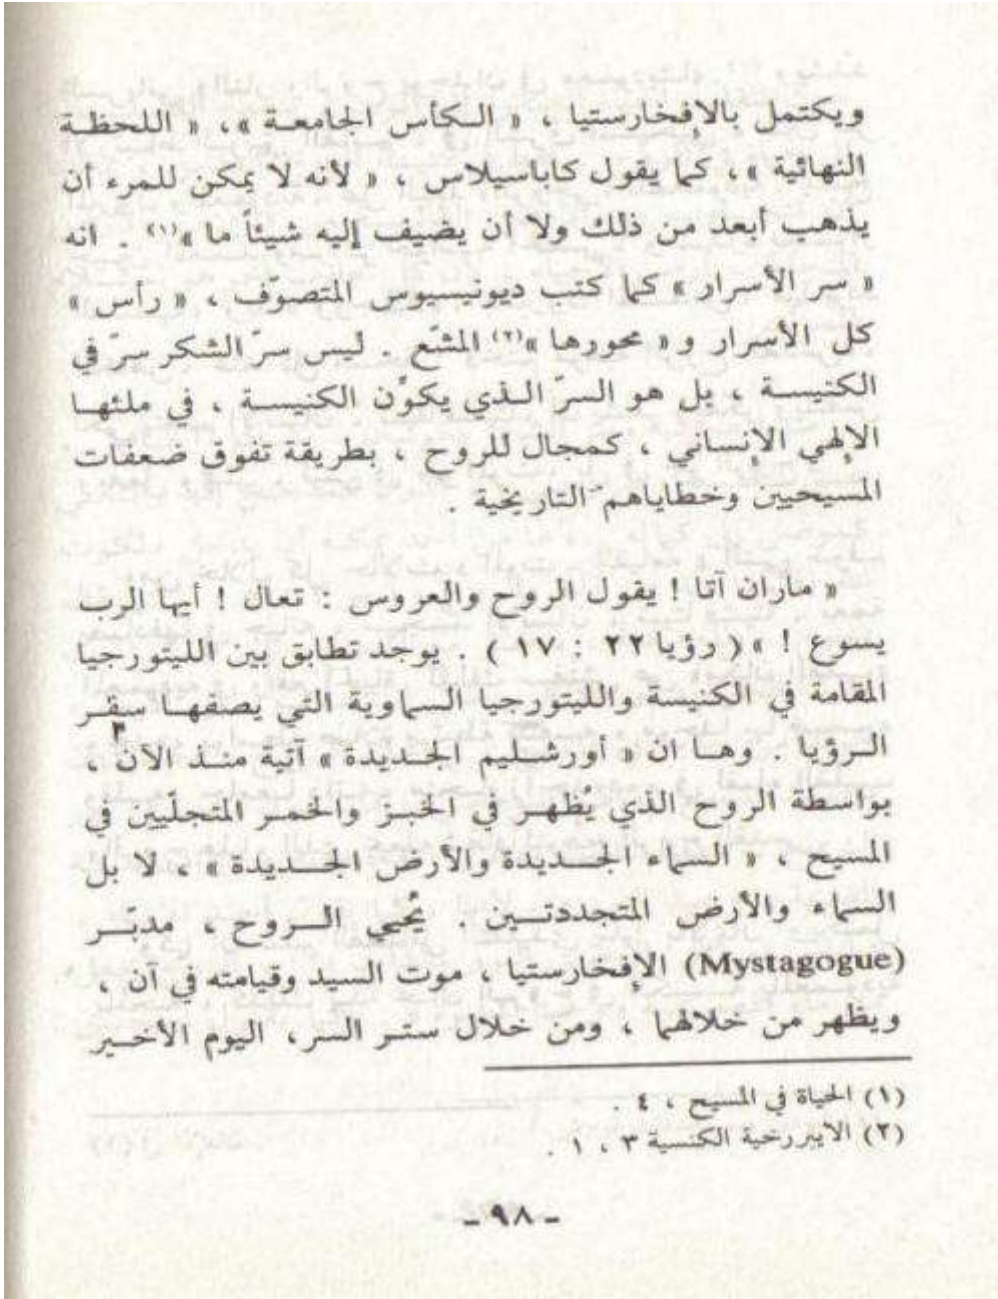 ويكتمل بالإفخارستيا ، « الكأس الجامعة »، « اللحظة
النهائية »، كما يقول كاباسيلاس ، « لأنه لا يمكن للمرء أن
يذهب أبعد من ذلك ولا أن يضيف إليه شيئاً ما »(١) . انه
« سر الأسرار » كما كتب ديونيسيوس المتصوّف ، « رأس »
كل الأسرار و« محورها »(٢) المشّع . ليس سرّ الشكر سرّ في
الكنيسة ، بل هو السرّ الذي يكوّن الكنيسة ، في ملئها
الإلهي الإنساني ، كمجال للروح ، بطريقة تفوق ضعفات
المسيحيين وخطاياهم التاريخية .
« ماران آتا ! يقول الروح والعروس : تعال ! أيها الرب
يسوع ! » ( رؤيا ٢٢ : ١٧ ) . يوجد تطابق بين الليتورجيا
المقامة في الكنيسة والليتورجيا السماوية التي يصفها سفر
الرؤيا . وها ان « أورشليم الجديدة » آتية منذ الآن ،
بواسطة الروح الذي يُظهر في الخبز والخمر المتجلّيين في
المسيح ، « السماء الجديدة والأرض الجديدة » ، لا بل
السماء والأرض المتجددتين . يُحيي الروح ، مدبّر
(Mystagogue) الإفخارستيا ، موت السيد وقيامته في آن ،
ويظهر من خلالهما ، ومن خلال ستر السر، اليوم الأخير
(١) الحياة في المسيح ، ٤ .
(٢) الايبررخية الكنسية ٣ ، ١ .
- ٩٨ -